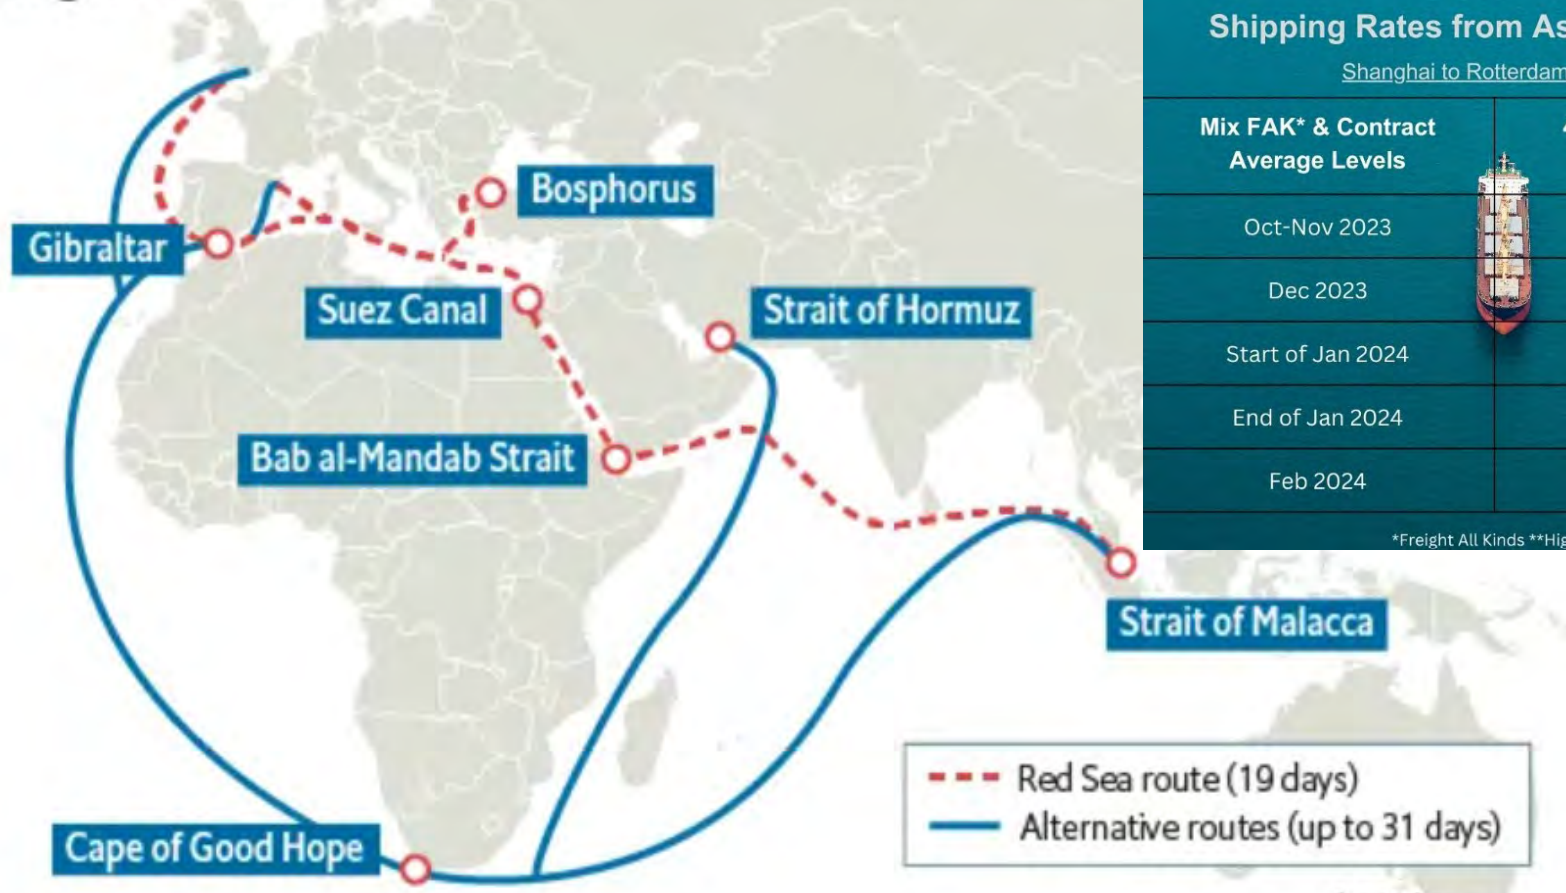 Shipping Rates from As
Shanghai to Rotterdam
Mix FAK* & Contract
Average Levels
Oct-Nov 2023
Dec 2023
Start of Jan 2024
End of Jan 2024
Feb 2024
*Freight All Kinds **Hig
Bosphorus
Gibraltar
Suez Canal
Strait of Hormuz
Bab al-Mandab Strait
Strait of Malacca
Cape of Good Hope
Red Sea route (19 days)
Alternative routes (up to 31 days)